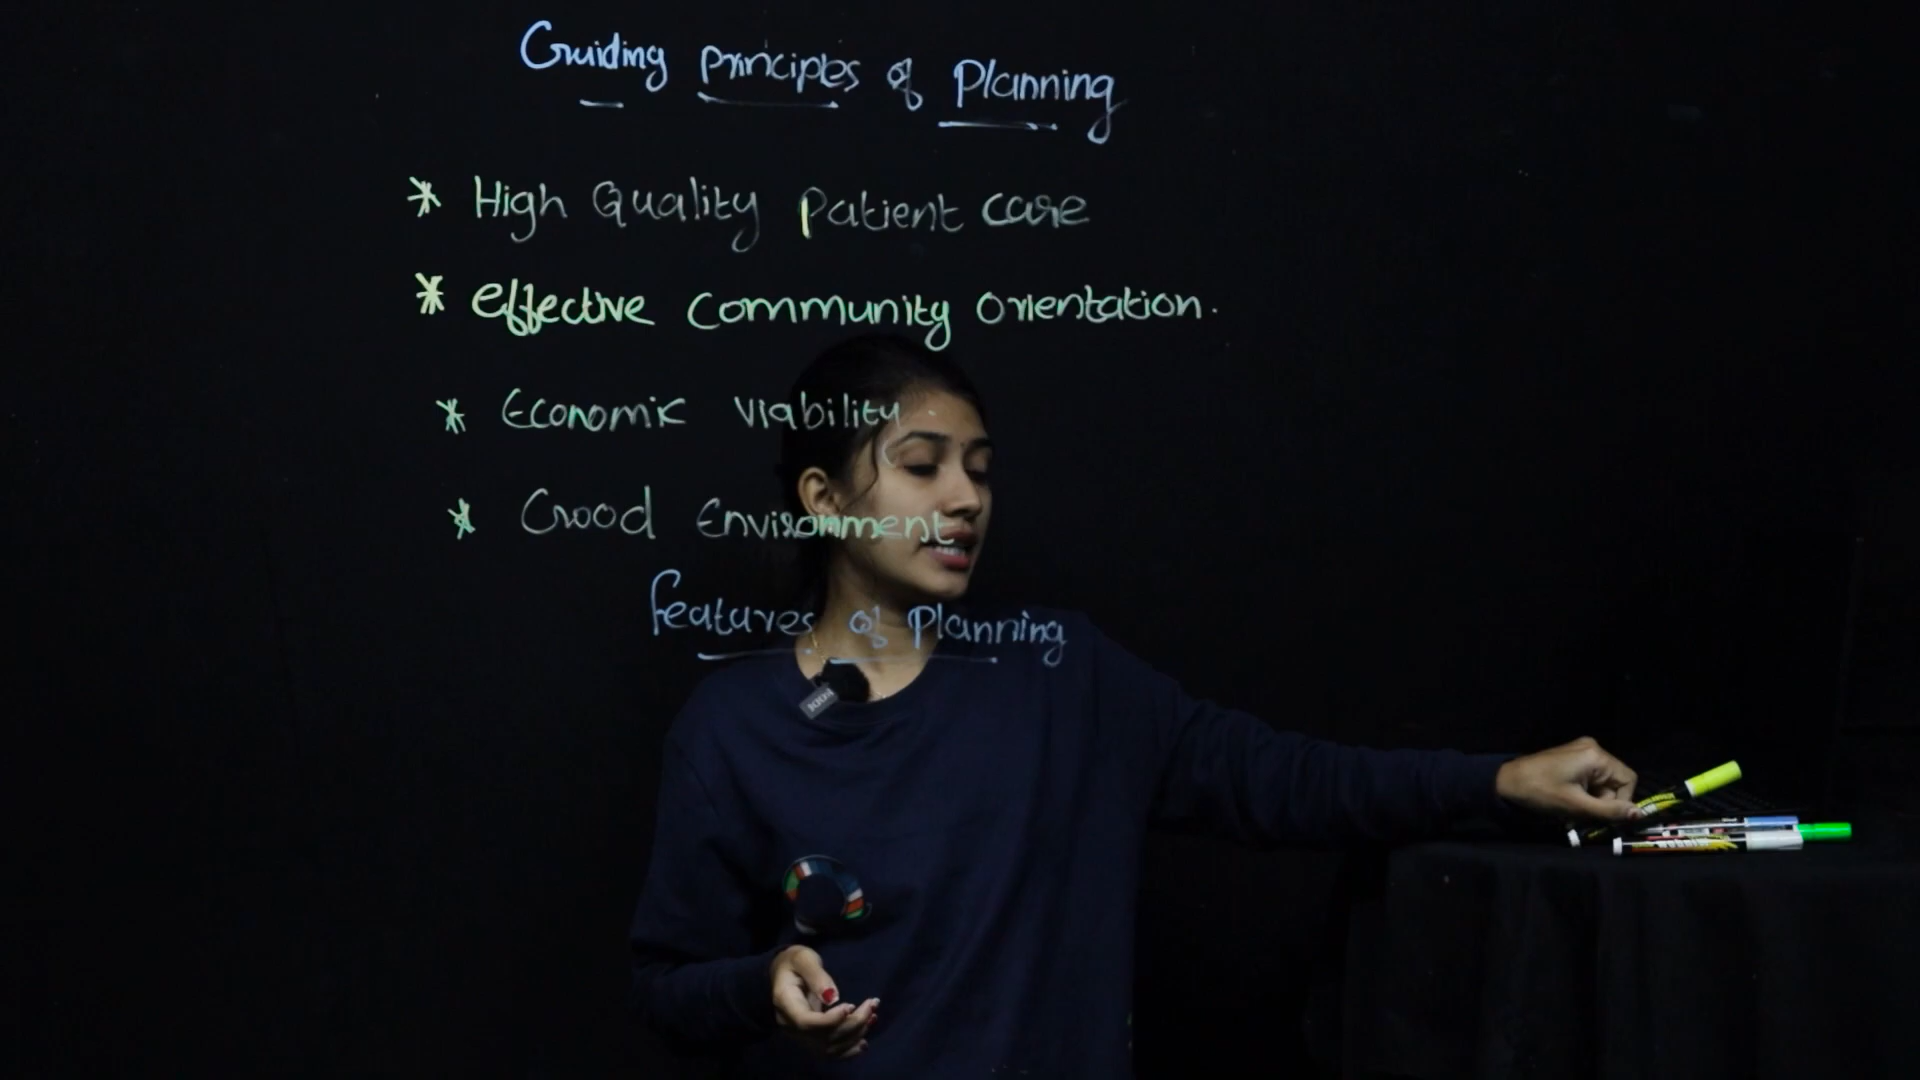 Guiding principles of Planning
* High Quality patient care
* Effective Community Orientation.
* Economic Viability.
* Good Environment
Features of Planning